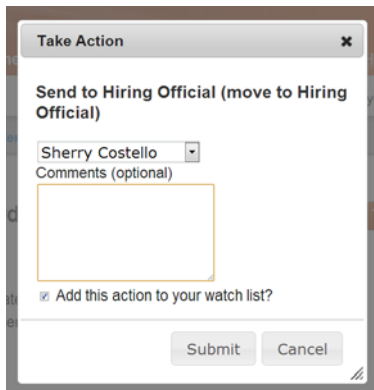 Take Action
Send to Hiring Official (move to Hiring
Official)
Sherry Costello
Comments (optional)
Add this action to your watch list?
Submit Cancel